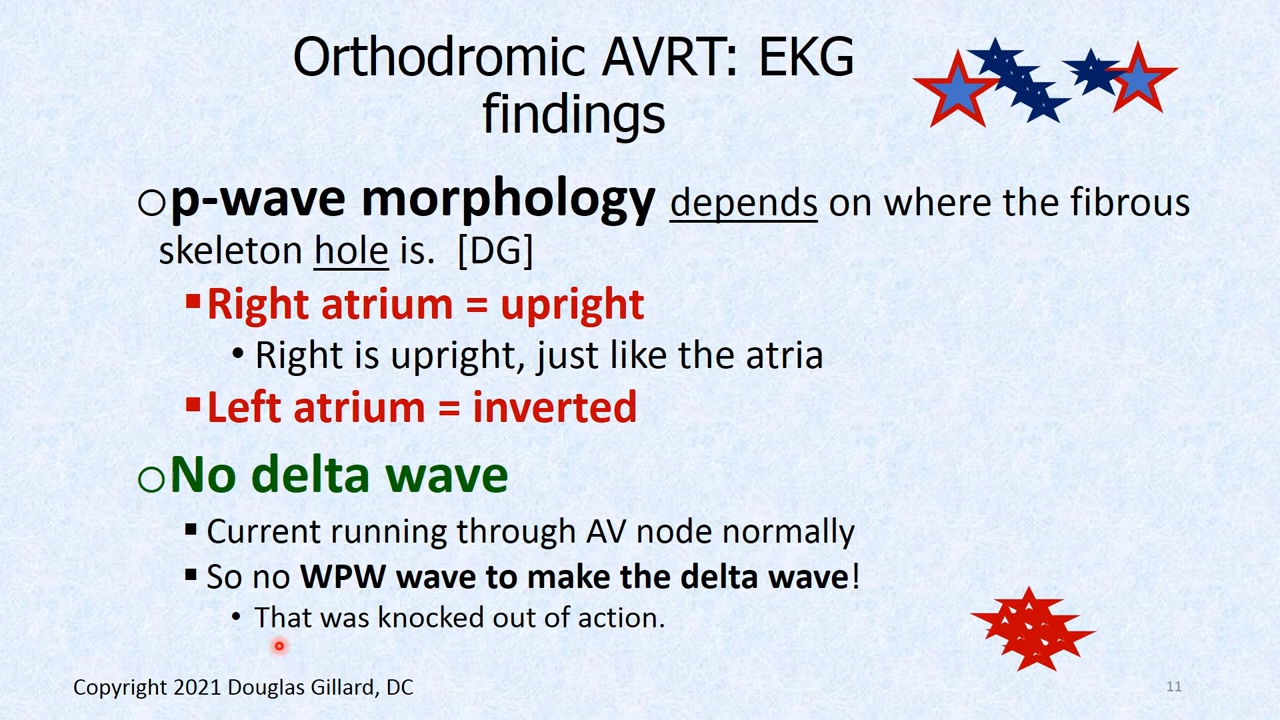 Orthodromic AVRT: EKG
findings
p-wave morphology depends on where the fibrous
skeleton hole is. [DG]
Right atrium = upright
Right is upright, just like the atria
Left atrium = inverted
No delta wave
Current running through AV node normally
So no WPW wave to make the delta wave!
That was knocked out of action.
Copyright 2021 Douglas Gillard, DC
11